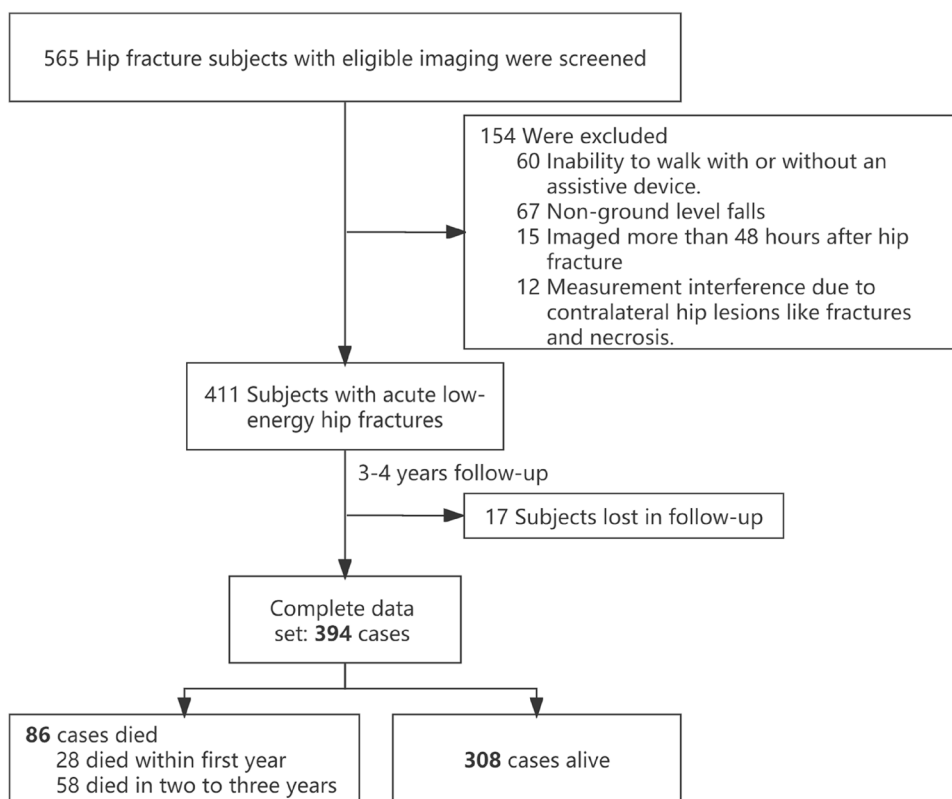 565 Hip fracture subjects with eligible imaging were screened
154 Were excluded
60 Inability to walk with or without an
assistive device.
67 Non-ground level falls
15 Imaged more than 48 hours after hip
fracture
12 Measurement interference due to
contralateral hip lesions like fractures
and necrosis.
411 Subjects with acute low-
energy hip fractures
3-4 years follow-up
17 Subjects lost in follow-up
Complete data
set: 394 cases
86 cases died
28 died within first year
58 died in two to three years
308 cases alive